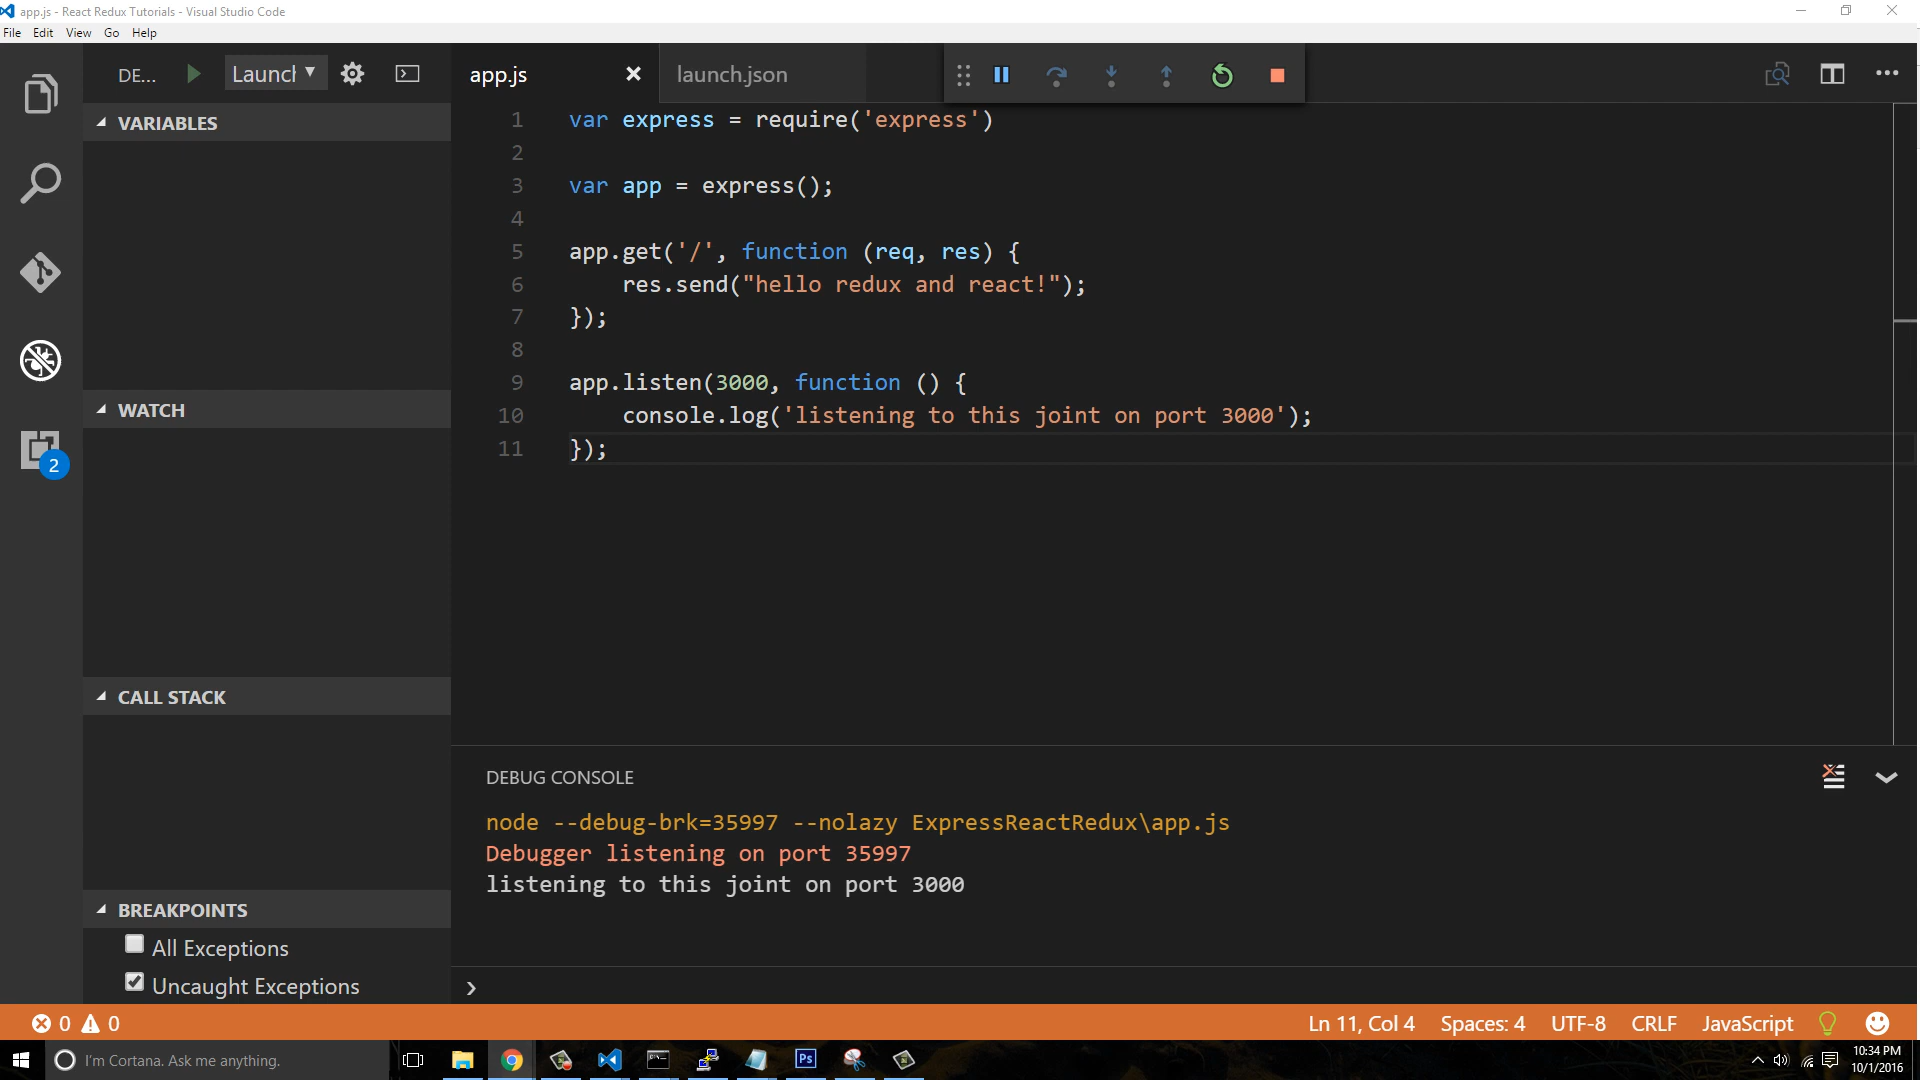 app.js - React Redux Tutorials - Visual Studio Code
File Edit View Go Help
DE... Launch
app.js
launch.json
VARIABLES
WATCH
CALL STACK
BREAKPOINTS
All Exceptions
Uncaught Exceptions
2
1 var express = require('express')
2
3 var app = express();
4
5 app.get('/', function (req, res) {
6 res.send("hello redux and react!");
7 });
8
9 app.listen(3000, function () {
10 console.log('listening to this joint on port 3000');
11 });
DEBUG CONSOLE
node --debug-brk=35997 --nolazy ExpressReactRedux\app.js
Debugger listening on port 35997
listening to this joint on port 3000
0 0 Ln 11, Col 4 Spaces: 4 UTF-8 CRLF JavaScript
I'm Cortana. Ask me anything.
Ps
10:34 PM
10/1/2016